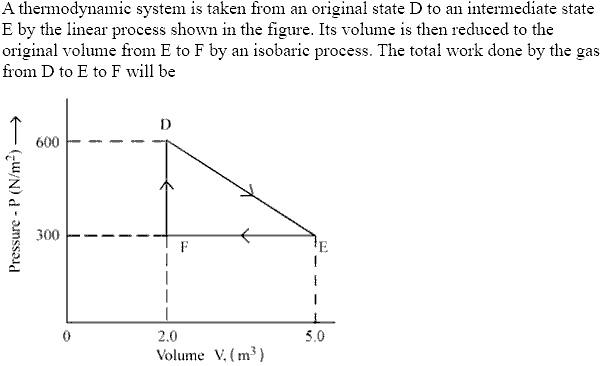 A thermodynamic system is taken from an original state D to an intermediate state
E by the linear process shown in the figure. Its volume is then reduced to the
original volume from E to F by an isobaric process. The total work done by the gas
from D to E to F will be
D
600
Pressure - P (N/m²) →
300
F
E
0
2.0
5.0
Volume V, (m³)